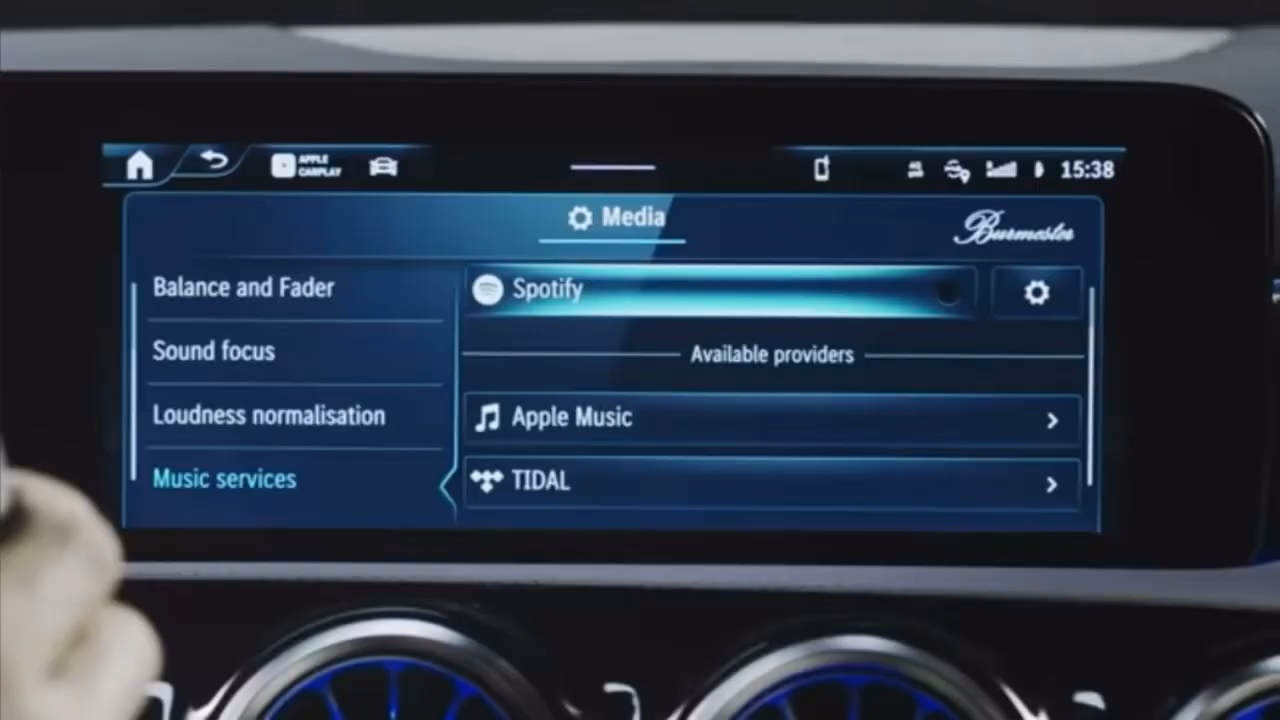 APPLE
CARPLAY
15:38
Media
Burmester
Balance and Fader
Sound focus
Loudness normalisation
Music services
Spotify
Available providers
Apple Music
TIDAL